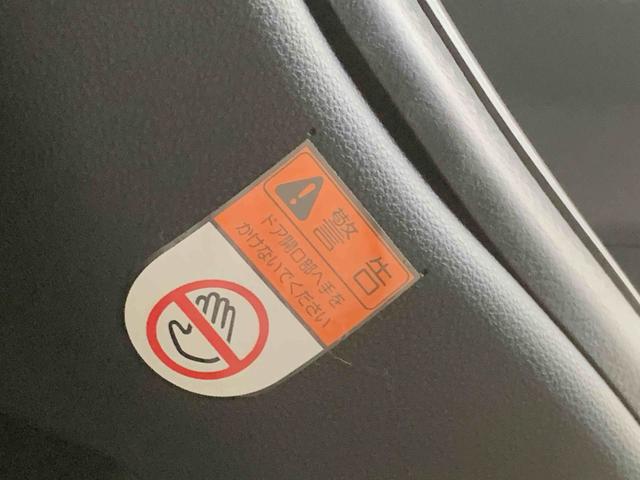 警告
ドア開口部へ手を
かけないでください